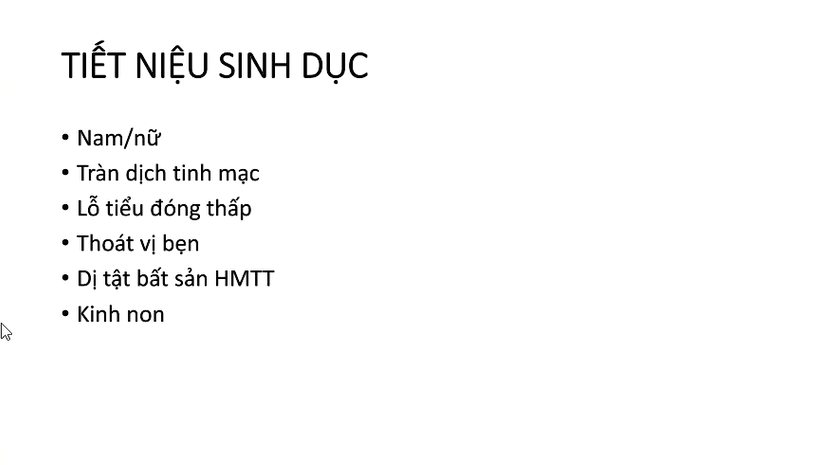 TIẾT NIỆU SINH DỤC
• Nam/nữ
• Tràn dịch tinh mạc
• Lỗ tiểu đóng thấp
• Thoát vị bẹn
• Dị tật bất sản HMTT
• Kinh non